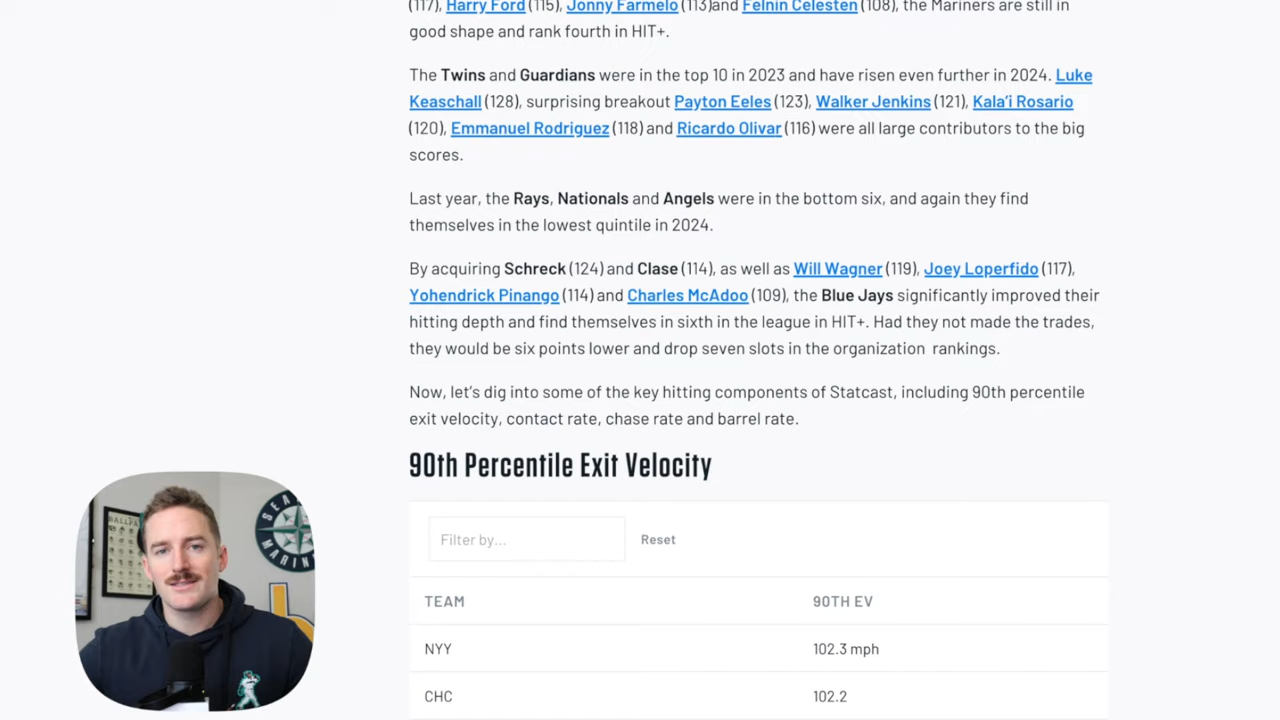 (117), Harry Ford (115), Jonny Farmelo (113)and Felnin Celesten (108), the Mariners are still in
good shape and rank fourth in HIT+.
The Twins and Guardians were in the top 10 in 2023 and have risen even further in 2024. Luke
Keaschall (128), surprising breakout Payton Eeles (123), Walker Jenkins (121), Kala’i Rosario
(120), Emmanuel Rodriguez (118) and Ricardo Olivar (116) were all large contributors to the big
scores.
Last year, the Rays, Nationals and Angels were in the bottom six, and again they find
themselves in the lowest quintile in 2024.
By acquiring Schreck (124) and Clase (114), as well as Will Wagner (119), Joey Loperfido (117),
Yohendrick Pinango (114) and Charles McAdoo (109), the Blue Jays significantly improved their
hitting depth and find themselves in sixth in the league in HIT+. Had they not made the trades,
they would be six points lower and drop seven slots in the organization rankings.
Now, let’s dig into some of the key hitting components of Statcast, including 90th percentile
exit velocity, contact rate, chase rate and barrel rate.
90th Percentile Exit Velocity
Filter by... Reset
TEAM 90TH EV
NYY 102.3 mph
CHC 102.2